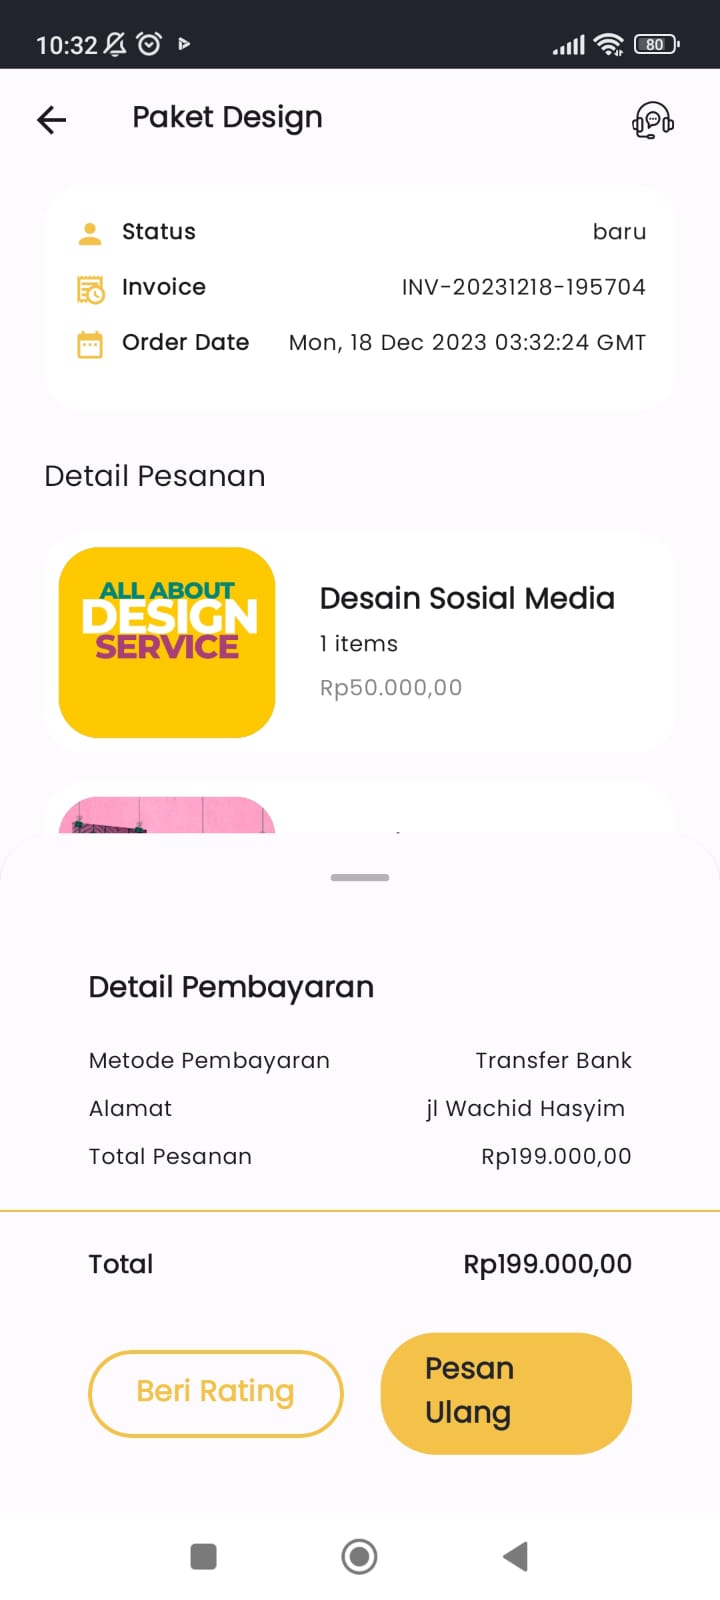 10:32
80
Paket Design
Status baru
Invoice INV-20231218-195704
Order Date Mon, 18 Dec 2023 03:32:24 GMT
Detail Pesanan
ALL ABOUT
DESIGN
SERVICE
Desain Sosial Media
1 items
Rp50.000,00
Detail Pembayaran
Metode Pembayaran Transfer Bank
Alamat jl Wachid Hasyim
Total Pesanan Rp199.000,00
Total Rp199.000,00
Beri Rating
Pesan
Ulang